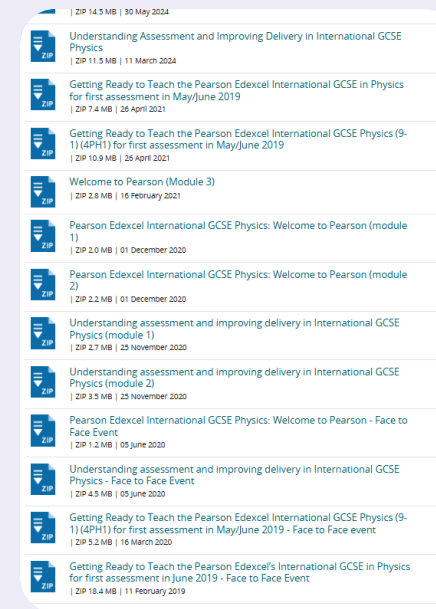 | ZIP 14.5 MB | 30 May 2024
Understanding Assessment and Improving Delivery in International GCSE
Physics
| ZIP 11.5 MB | 11 March 2024
ZIP
Getting Ready to Teach the Pearson Edexcel International GCSE in Physics
for first assessment in May/June 2019
| ZIP 7.4 MB | 26 April 2021
ZIP
Getting Ready to Teach the Pearson Edexcel International GCSE Physics (9-
1) (4PH1) for first assessment in May/June 2019
| ZIP 10.9 MB | 26 April 2021
ZIP
Welcome to Pearson (Module 3)
| ZIP 2.8 MB | 16 February 2021
ZIP
Pearson Edexcel International GCSE Physics: Welcome to Pearson (module
1)
| ZIP 2.0 MB | 01 December 2020
ZIP
Pearson Edexcel International GCSE Physics: Welcome to Pearson (module
2)
| ZIP 2.2 MB | 01 December 2020
ZIP
Understanding assessment and improving delivery in International GCSE
Physics (module 1)
| ZIP 2.7 MB | 25 November 2020
ZIP
Understanding assessment and improving delivery in International GCSE
Physics (module 2)
| ZIP 3.5 MB | 25 November 2020
ZIP
Pearson Edexcel International GCSE Physics: Welcome to Pearson - Face to
Face Event
| ZIP 1.2 MB | 05 June 2020
ZIP
Understanding assessment and improving delivery in International GCSE
Physics - Face to Face Event
| ZIP 4.5 MB | 05 June 2020
ZIP
Getting Ready to Teach the Pearson Edexcel International GCSE Physics (9-
1) (4PH1) for first assessment in May/June 2019 - Face to Face event
| ZIP 5.2 MB | 16 March 2020
ZIP
Getting Ready to Teach the Pearson Edexcel's International GCSE in Physics
for first assessment in June 2019 - Face to Face Event
| ZIP 18.4 MB | 11 February 2019
ZIP